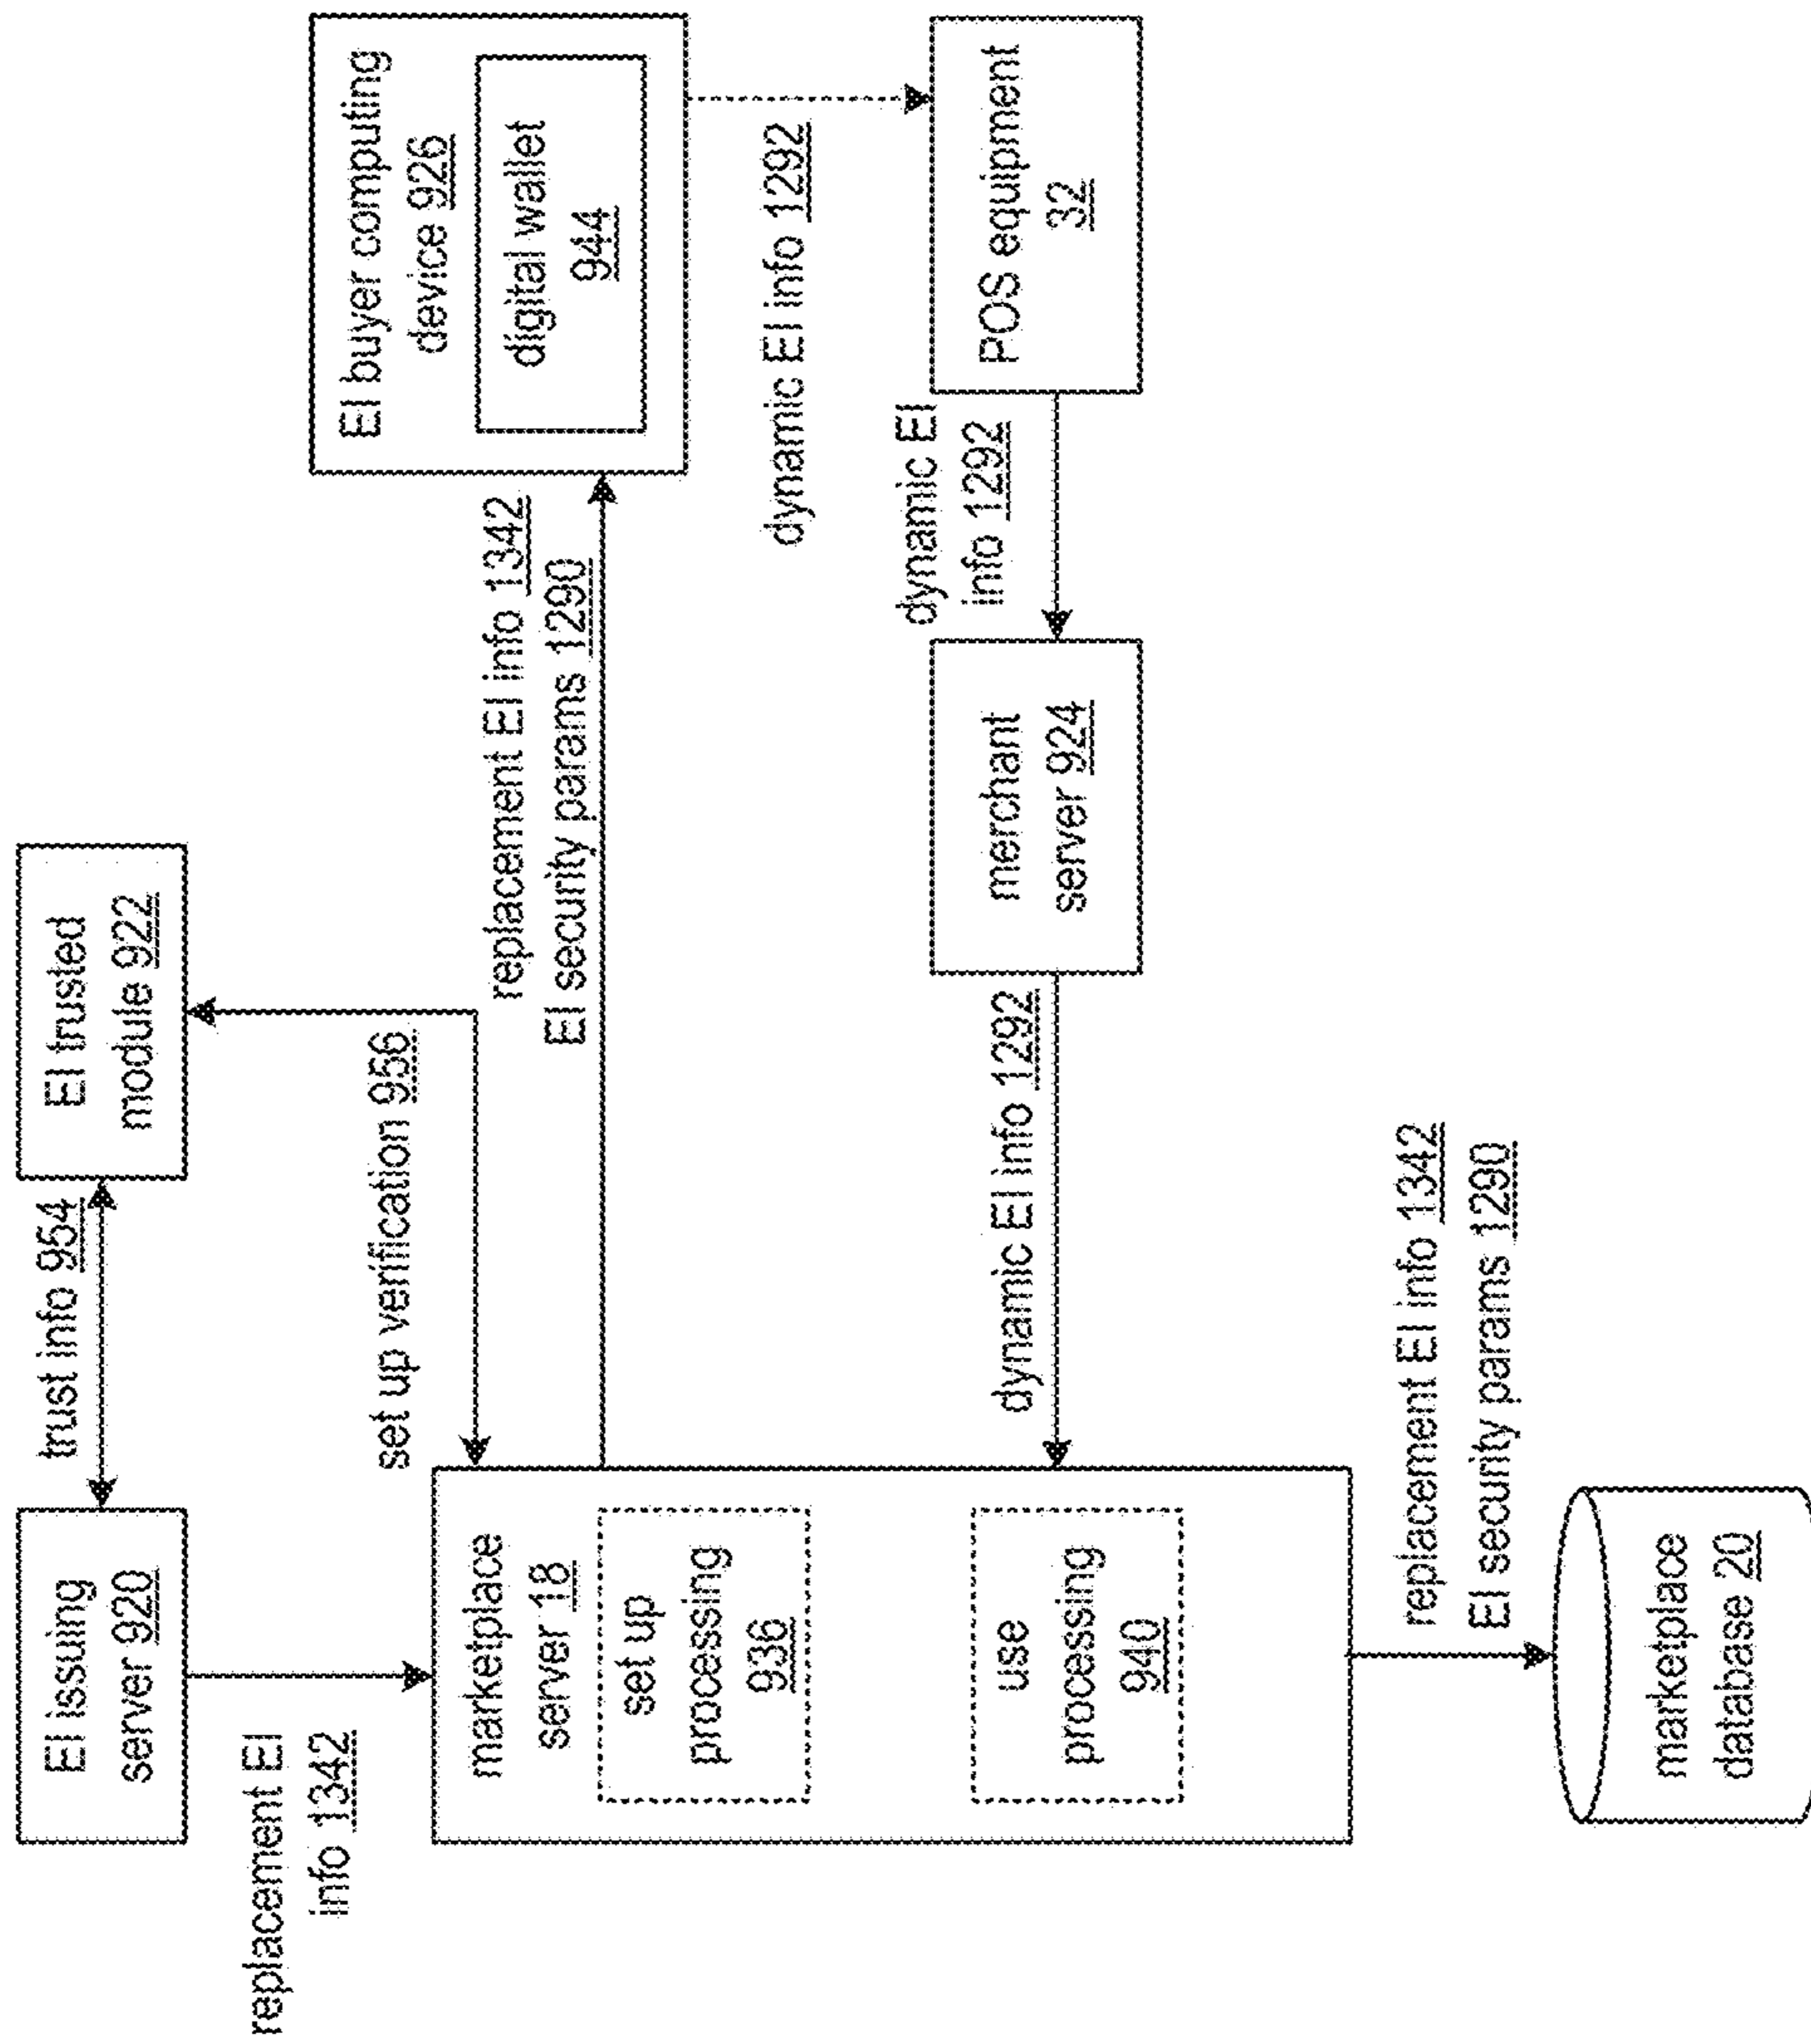 EI issuing
server 920
trust info 954
EI trusted
module 922
replacement EI
info 1342
set up verification 956
EI buyer computing
device 926
digital wallet
944
replacement EI info 1342
EI security params 1290
marketplace
server 18
set up
processing
936
use
processing
940
dynamic EI info 1292
dynamic EI
info 1292
dynamic EI info 1292
merchant
server 924
POS equipment
32
replacement EI info 1342
EI security params 1290
marketplace
database 20